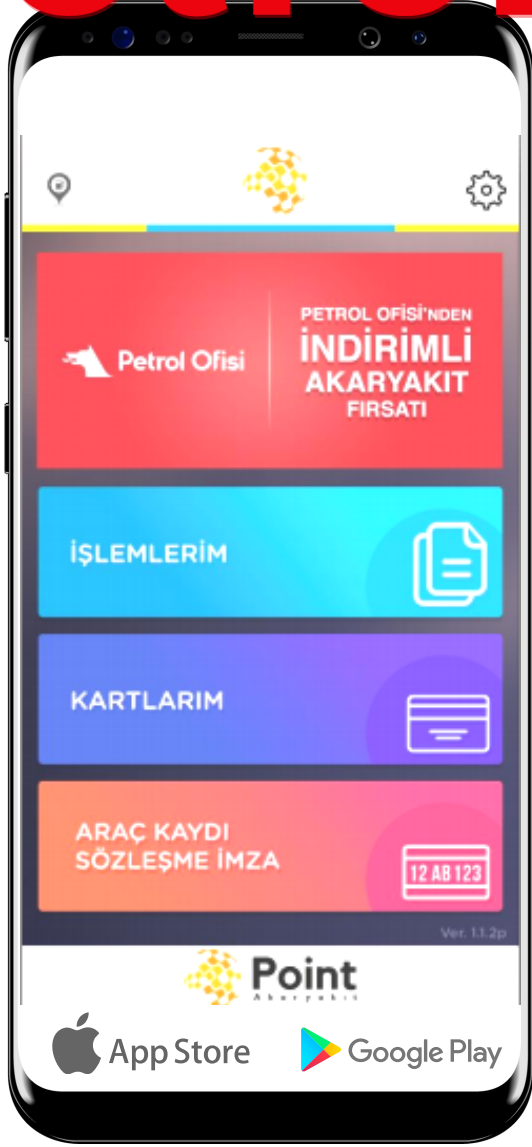 Petrol Ofisi
PETROL OFİSİ'NDEN
İNDİRİMLİ
AKARYAKIT
FIRSATI
İŞLEMLERİM
KARTLARIM
ARAÇ KAYDI
SÖZLEŞME İMZA
12 AB 123
Ver. 1.1.2p
Point
Akaryakıt
App Store
Google Play